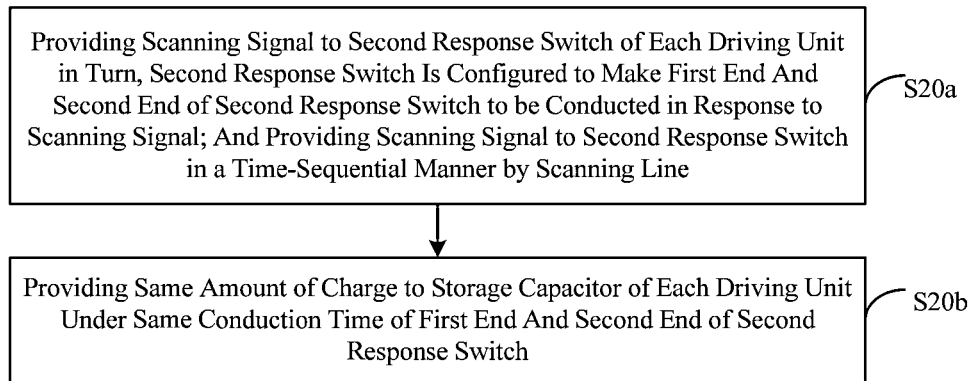 Providing Scanning Signal to Second Response Switch of Each Driving Unit
in Turn, Second Response Switch Is Configured to Make First End And
Second End of Second Response Switch to be Conducted in Response to
Scanning Signal; And Providing Scanning Signal to Second Response Switch
in a Time-Sequential Manner by Scanning Line
S20a
Providing Same Amount of Charge to Storage Capacitor of Each Driving Unit
Under Same Conduction Time of First End And Second End of Second
Response Switch
S20b